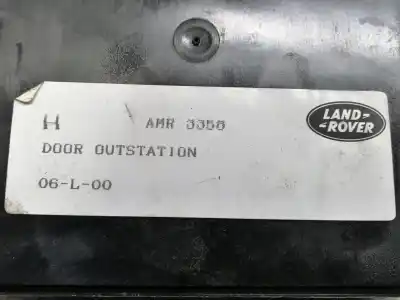 H AMR 3358
LAND-
-ROVER
DOOR OUTSTATION
06-L-00